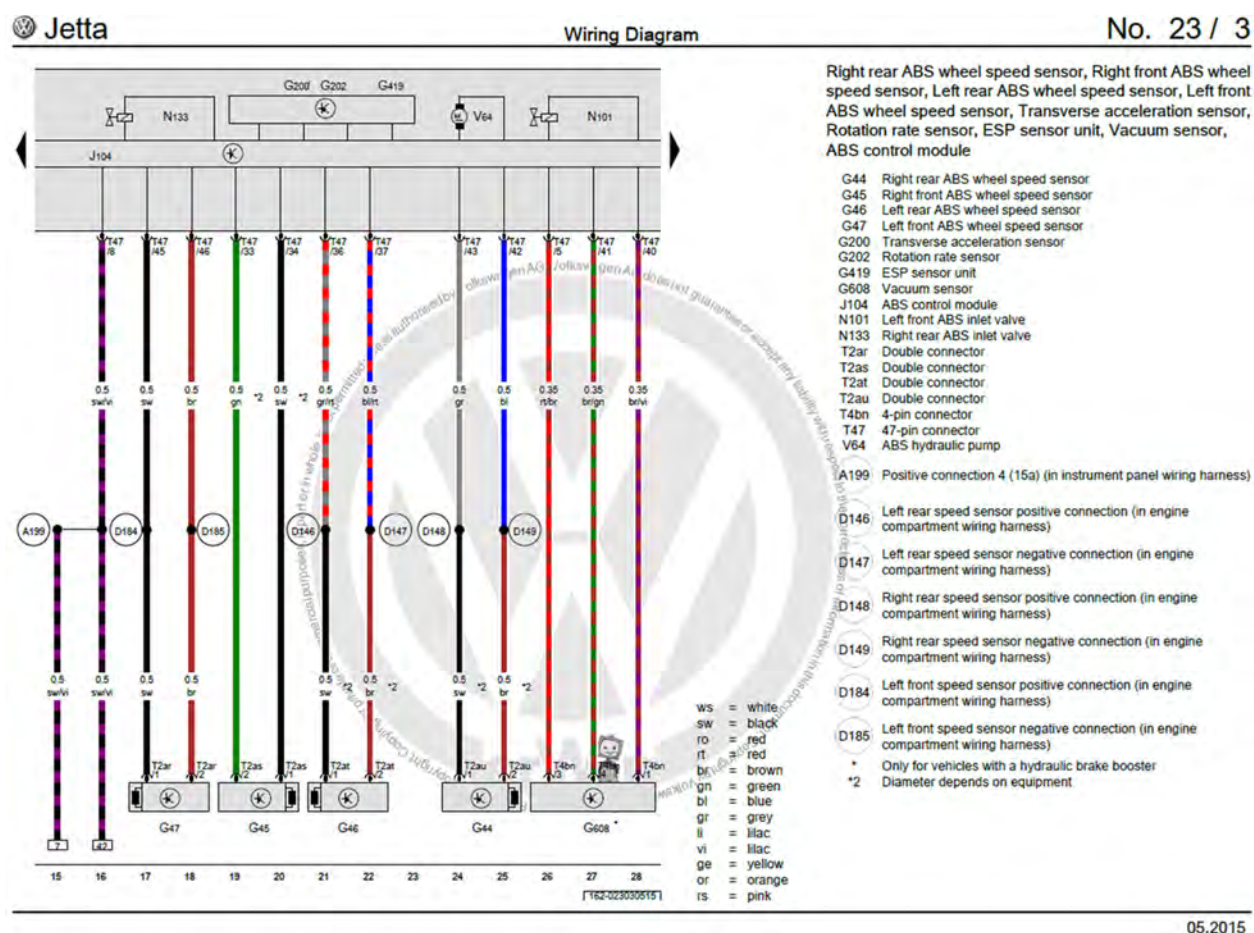 Jetta
Wiring Diagram
No. 23 / 3
G200 G202 G419
N133
V64
N101
J104
T47 T47 T47 T47 T47 T47 T47 T47 T47 T47 T47 T47
/8 /45 /46 /33 /34 /36 /37 /43 /42 /5 /41 /40
0.5 0.5 0.5 0.5 0.5 0.5 0.5 0.5 0.5 0.35 0.35 0.35
sw/vi sw br gn *2 sw *2 gr/rt bl/rt gr bl rt/br br/gn br/vi
A199 D184 D185 D146 D147 D148 D149
0.5 0.5 0.5 0.5 0.5 0.5 0.5 0.5
sw/vi sw/vi sw br sw *2 br *2 sw *2 br *2
T2ar T2ar T2as T2as T2at T2at T2au T2au T4bn T4bn
/1 /2 /2 /1 /1 /2 /1 /2 /3 /4 /1
G47 G45 G46 G44 G608 *
7 42
15 16 17 18 19 20 21 22 23 24 25 26 27 28
162-023030515
ws = white
sw = black
ro = red
rt = red
br = brown
gn = green
bl = blue
gr = grey
li = lilac
vi = lilac
ge = yellow
or = orange
rs = pink
Right rear ABS wheel speed sensor, Right front ABS wheel
speed sensor, Left rear ABS wheel speed sensor, Left front
ABS wheel speed sensor, Transverse acceleration sensor,
Rotation rate sensor, ESP sensor unit, Vacuum sensor,
ABS control module
G44 Right rear ABS wheel speed sensor
G45 Right front ABS wheel speed sensor
G46 Left rear ABS wheel speed sensor
G47 Left front ABS wheel speed sensor
G200 Transverse acceleration sensor
G202 Rotation rate sensor
G419 ESP sensor unit
G608 Vacuum sensor
J104 ABS control module
N101 Left front ABS inlet valve
N133 Right rear ABS inlet valve
T2ar Double connector
T2as Double connector
T2at Double connector
T2au Double connector
T4bn 4-pin connector
T47 47-pin connector
V64 ABS hydraulic pump
A199 Positive connection 4 (15a) (in instrument panel wiring harness)
D146 Left rear speed sensor positive connection (in engine
compartment wiring harness)
D147 Left rear speed sensor negative connection (in engine
compartment wiring harness)
D148 Right rear speed sensor positive connection (in engine
compartment wiring harness)
D149 Right rear speed sensor negative connection (in engine
compartment wiring harness)
D184 Left front speed sensor positive connection (in engine
compartment wiring harness)
D185 Left front speed sensor negative connection (in engine
compartment wiring harness)
* Only for vehicles with a hydraulic brake booster
*2 Diameter depends on equipment
05.2015